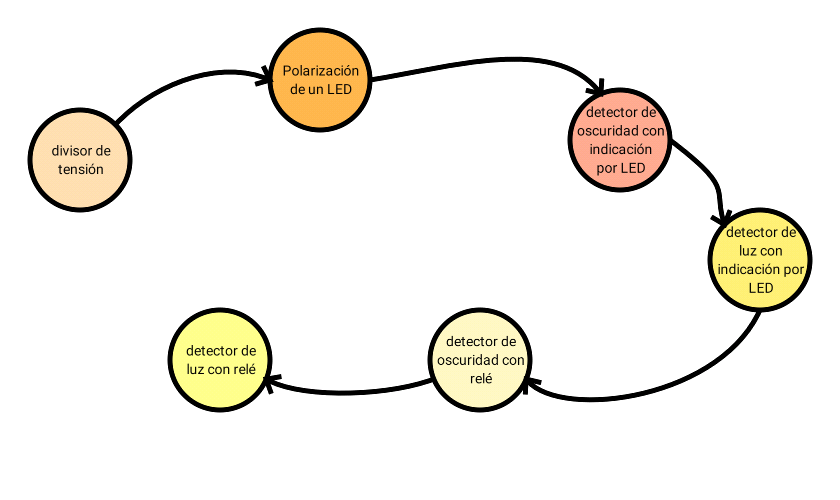 divisor de
tensión
Polarización
de un LED
detector de
oscuridad con
indicación
por LED
detector de
luz con
indicación por
LED
detector de
oscuridad con
relé
detector de
luz con relé